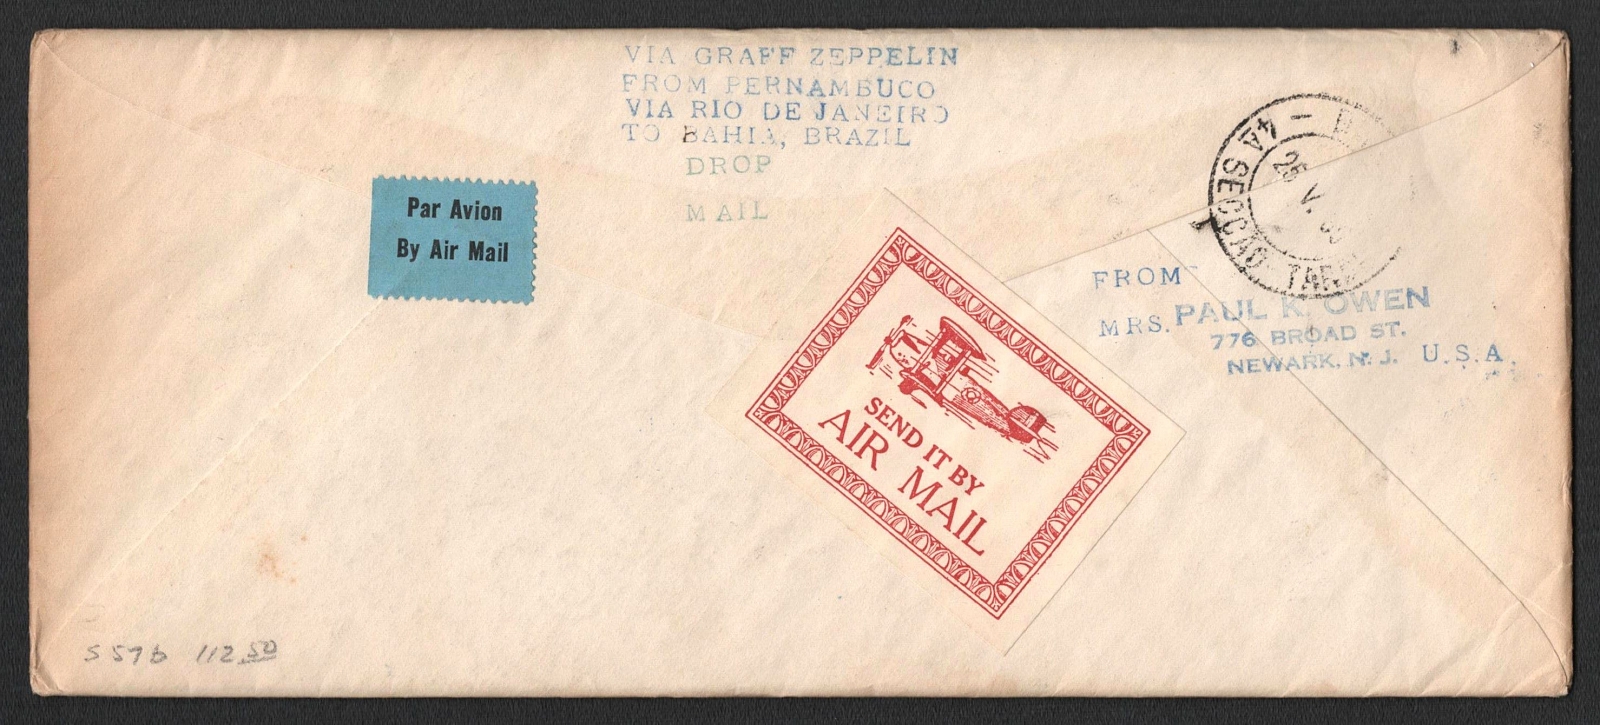 VIA GRAFF ZEPPELIN
FROM PERNAMBUCO
VIA RIO DE JANEIRO
TO BAHIA, BRAZIL
DROP
MAIL
Par Avion
By Air Mail
4A SECÇÃO
V.
FROM
MRS. PAUL K. OWEN
776 BROAD ST.
NEWARK, N. J. U.S.A.
SEND IT BY
AIR MAIL
S57b 112 50